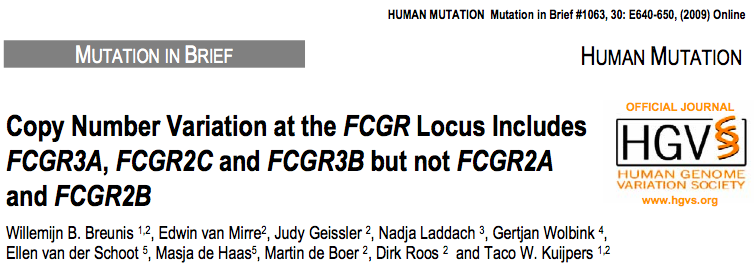 HUMAN MUTATION Mutation in Brief #1063, 30: E640-650, (2009) Online
MUTATION IN BRIEF
HUMAN MUTATION
OFFICIAL JOURNAL
HGVS
HUMAN GENOME
VARIATION SOCIETY
www.hgvs.org
Copy Number Variation at the FCGR Locus Includes
FCGR3A, FCGR2C and FCGR3B but not FCGR2A
and FCGR2B
Willemijn B. Breunis 1,2, Edwin van Mirre2, Judy Geissler 2, Nadja Laddach 3, Gertjan Wolbink 4,
Ellen van der Schoot 5, Masja de Haas5, Martin de Boer 2, Dirk Roos 2 and Taco W. Kuijpers 1,2